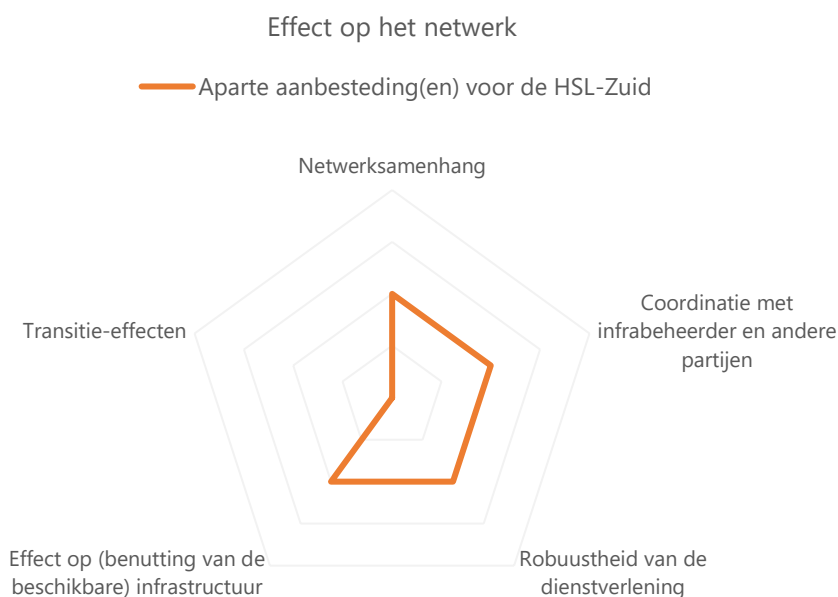 Effect op het netwerk
Aparte aanbesteding(en) voor de HSL-Zuid
Netwerksamenhang
Coordinatie met
infrabeheerder en andere
partijen
Transitie-effecten
Effect op (benutting van de
beschikbare) infrastructuur
Robuustheid van de
dienstverlening